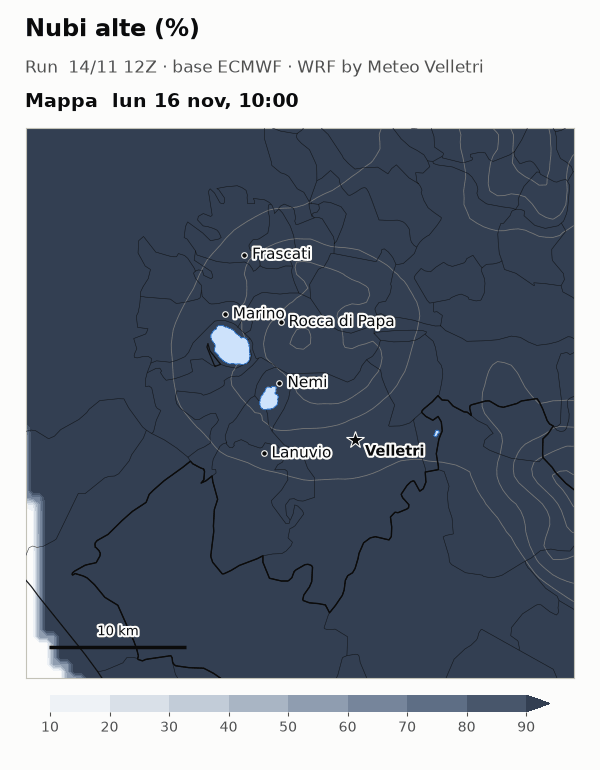 Nubi alte (%)
Run 14/11 12Z · base ECMWF · WRF by Meteo Velletri
Mappa lun 16 nov, 10:00
Frascati
Marino
Rocca di Papa
Nemi
Velletri
Lanuvio
10 km
10 20 30 40 50 60 70 80 90